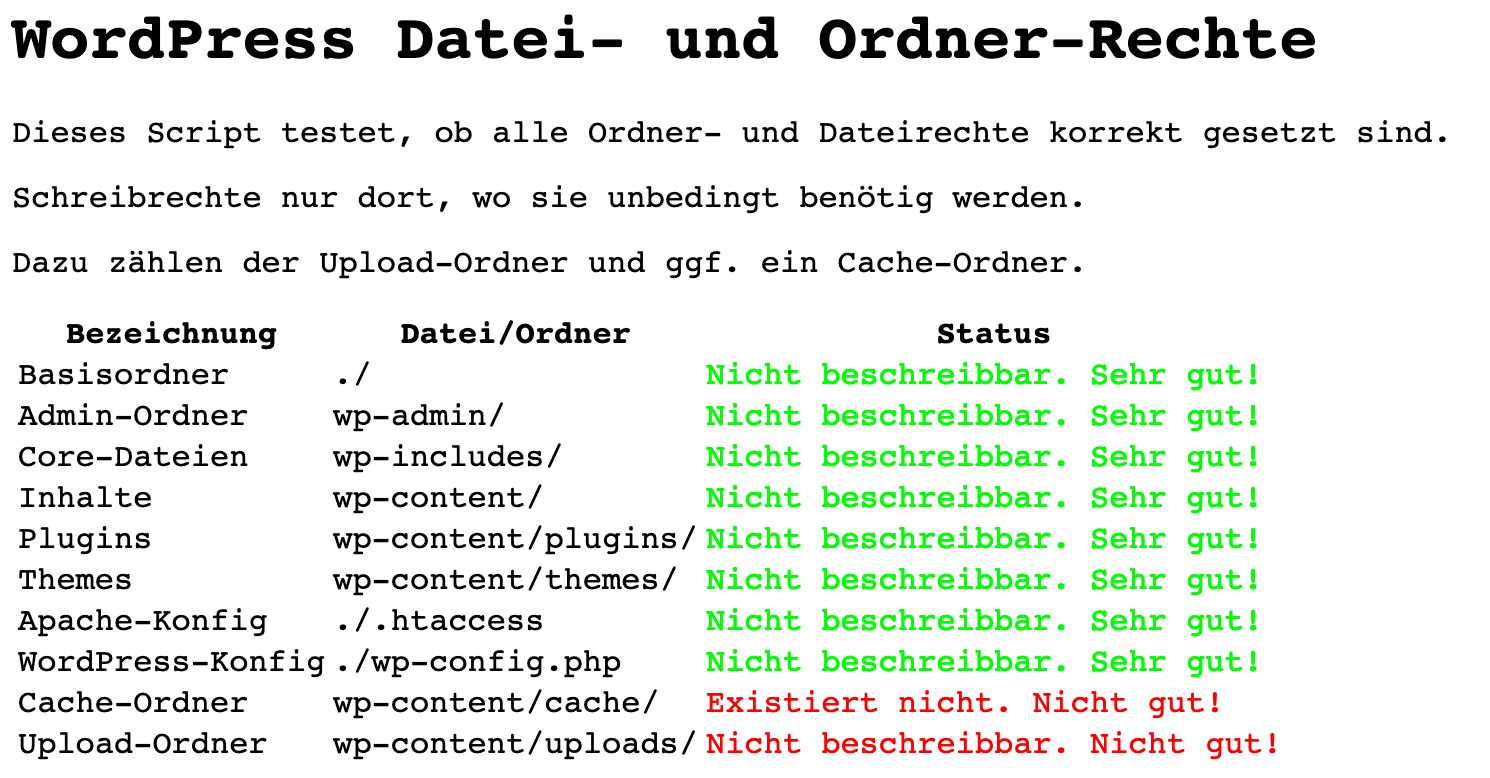 WordPress Datei- und Ordner-Rechte
Dieses Script testet, ob alle Ordner- und Dateirechte korrekt gesetzt sind.
Schreibrechte nur dort, wo sie unbedingt benötig werden.
Dazu zählen der Upload-Ordner und ggf. ein Cache-Ordner.
Bezeichnung Datei/Ordner Status
Basisordner ./ Nicht beschreibbar. Sehr gut!
Admin-Ordner wp-admin/ Nicht beschreibbar. Sehr gut!
Core-Dateien wp-includes/ Nicht beschreibbar. Sehr gut!
Inhalte wp-content/ Nicht beschreibbar. Sehr gut!
Plugins wp-content/plugins/ Nicht beschreibbar. Sehr gut!
Themes wp-content/themes/ Nicht beschreibbar. Sehr gut!
Apache-Konfig ./.htaccess Nicht beschreibbar. Sehr gut!
WordPress-Konfig ./wp-config.php Nicht beschreibbar. Sehr gut!
Cache-Ordner wp-content/cache/ Existiert nicht. Nicht gut!
Upload-Ordner wp-content/uploads/ Nicht beschreibbar. Nicht gut!